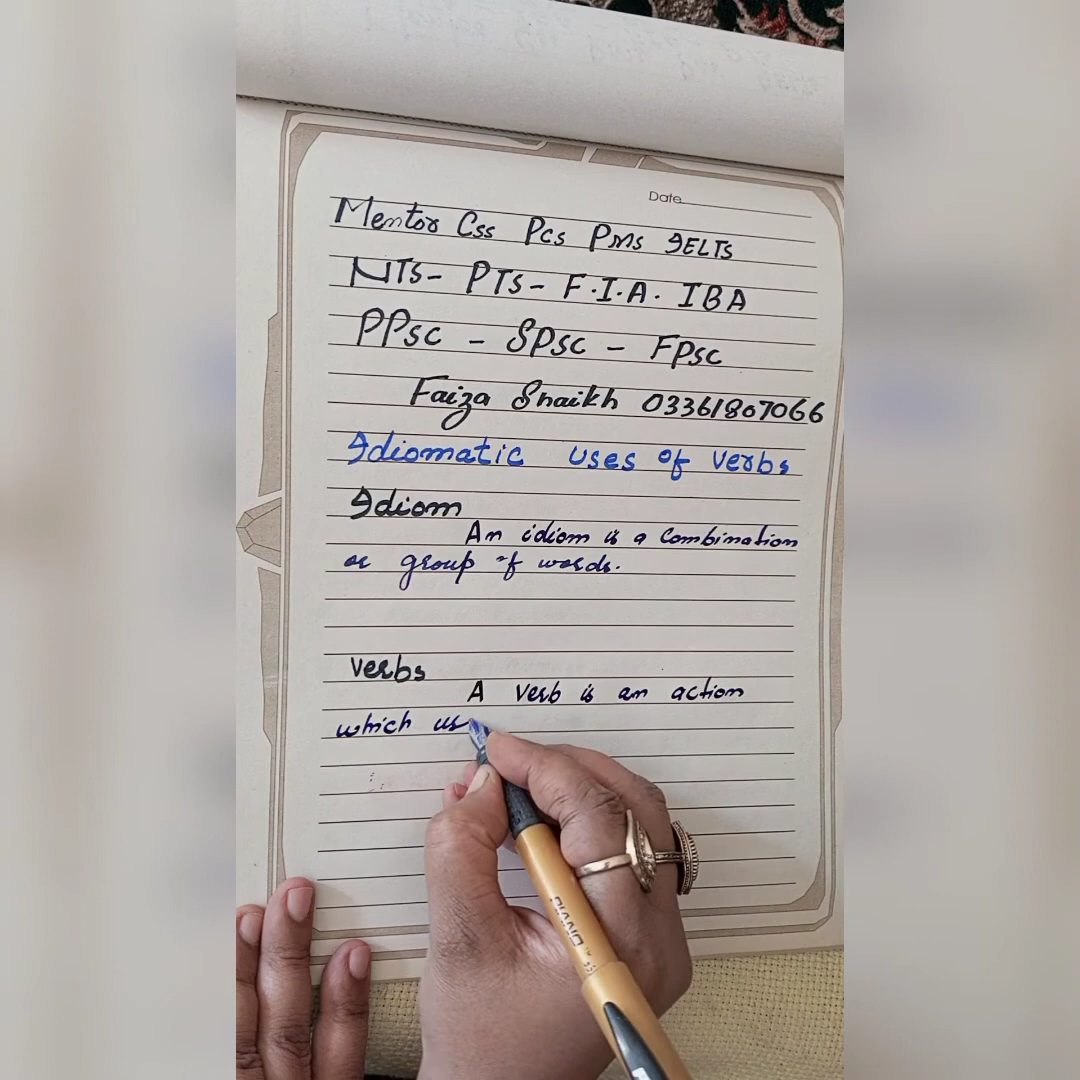 Date
Mentor Css Pcs PMs IELTS
NTS- PTS- F.I.A. IBA
PPsc - SPsc - FPsc
Faiza Shaikh 03361807066
Idiomatic uses of verbs
Idiom
An idiom is a Combination
or group of words.
Verbs
A verb is an action
which us